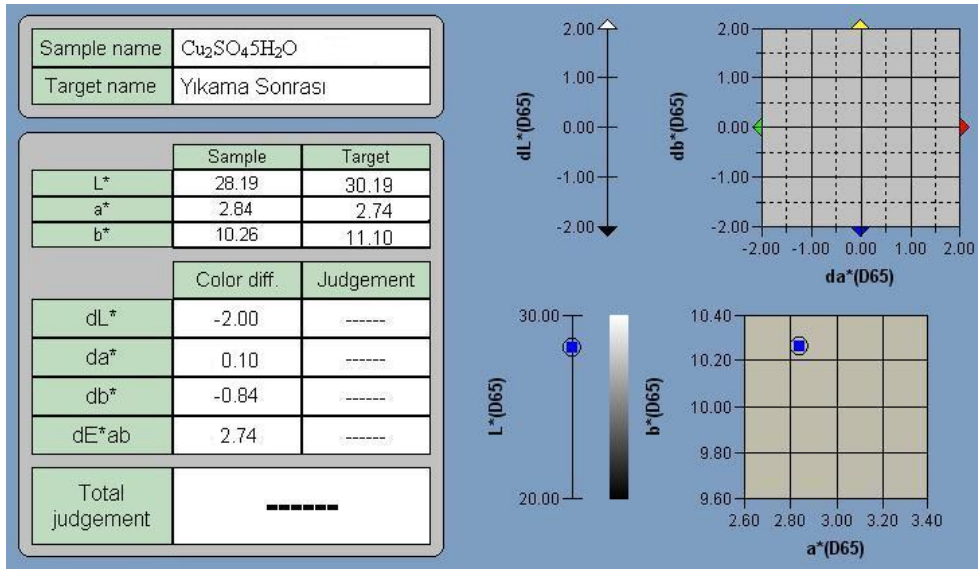 Sample name Cu₂SO₄5H₂O
Target name Yıkama Sonrası
Sample Target
L* 28.19 30.19
a* 2.84 2.74
b* 10.26 11.10
Color diff. Judgement
dL* -2.00 ------
da* 0.10 ------
db* -0.84 ------
dE*ab 2.74 ------
Total judgement ------
2.00
1.00
0.00
-1.00
-2.00
dL*(D65)
2.00
1.00
0.00
-1.00
-2.00
db*(D65)
-2.00 -1.00 0.00 1.00 2.00
da*(D65)
30.00
20.00
L*(D65)
10.40
10.20
10.00
9.80
9.60
b*(D65)
2.60 2.80 3.00 3.20 3.40
a*(D65)